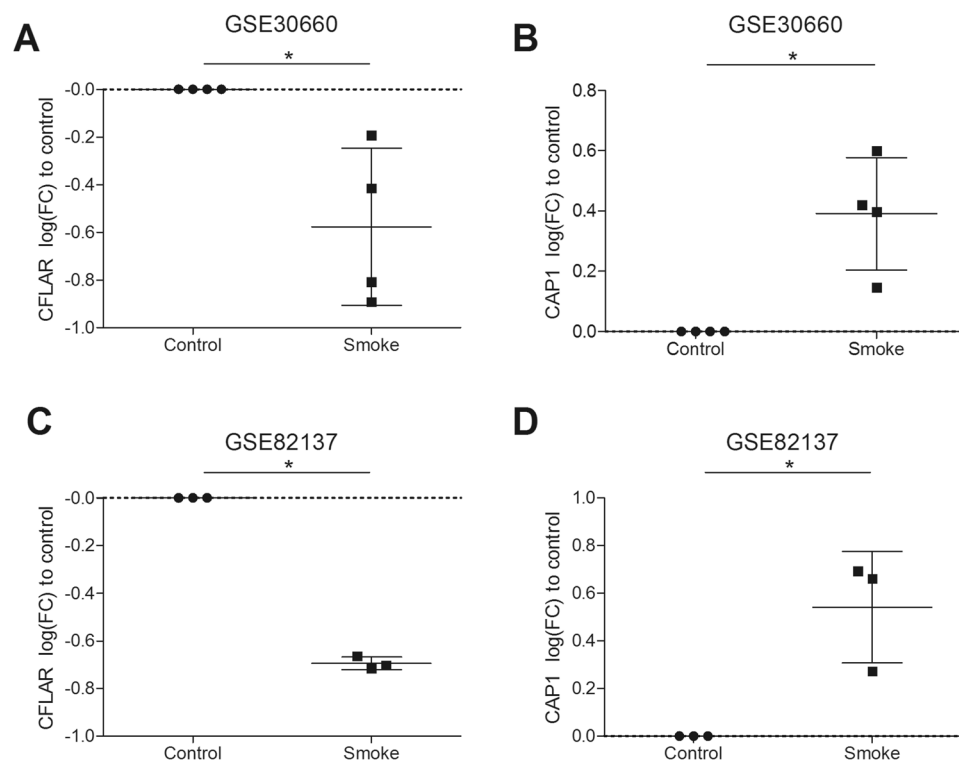 A
GSE30660
*
CFLAR log(FC) to control
-0.0
-0.2
-0.4
-0.6
-0.8
-1.0
Control
Smoke
B
GSE30660
*
CAP1 log(FC) to control
0.8
0.6
0.4
0.2
0.0
Control
Smoke
C
GSE82137
*
CFLAR log(FC) to control
-0.0
-0.2
-0.4
-0.6
-0.8
-1.0
Control
Smoke
D
GSE82137
*
CAP1 log(FC) to control
1.0
0.8
0.6
0.4
0.2
0.0
Control
Smoke